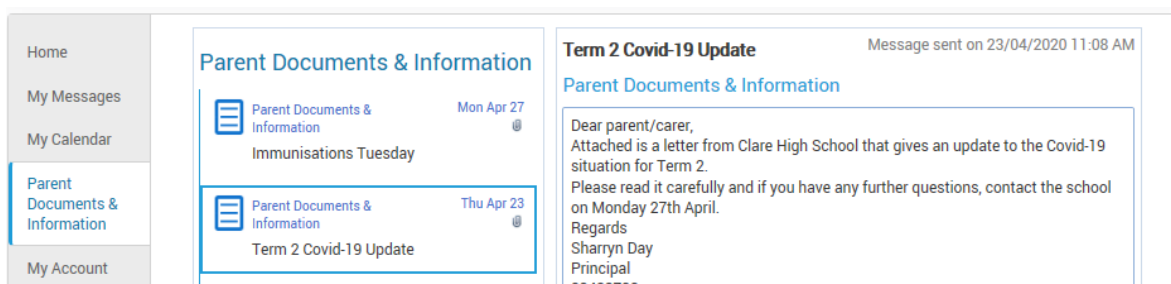 Home
My Messages
My Calendar
Parent
Documents &
Information
My Account
Parent Documents & Information
Parent Documents &
Information
Mon Apr 27
Immunisations Tuesday
Parent Documents &
Information
Thu Apr 23
Term 2 Covid-19 Update
Term 2 Covid-19 Update
Message sent on 23/04/2020 11:08 AM
Parent Documents & Information
Dear parent/carer,
Attached is a letter from Clare High School that gives an update to the Covid-19
situation for Term 2.
Please read it carefully and if you have any further questions, contact the school
on Monday 27th April.
Regards
Sharryn Day
Principal